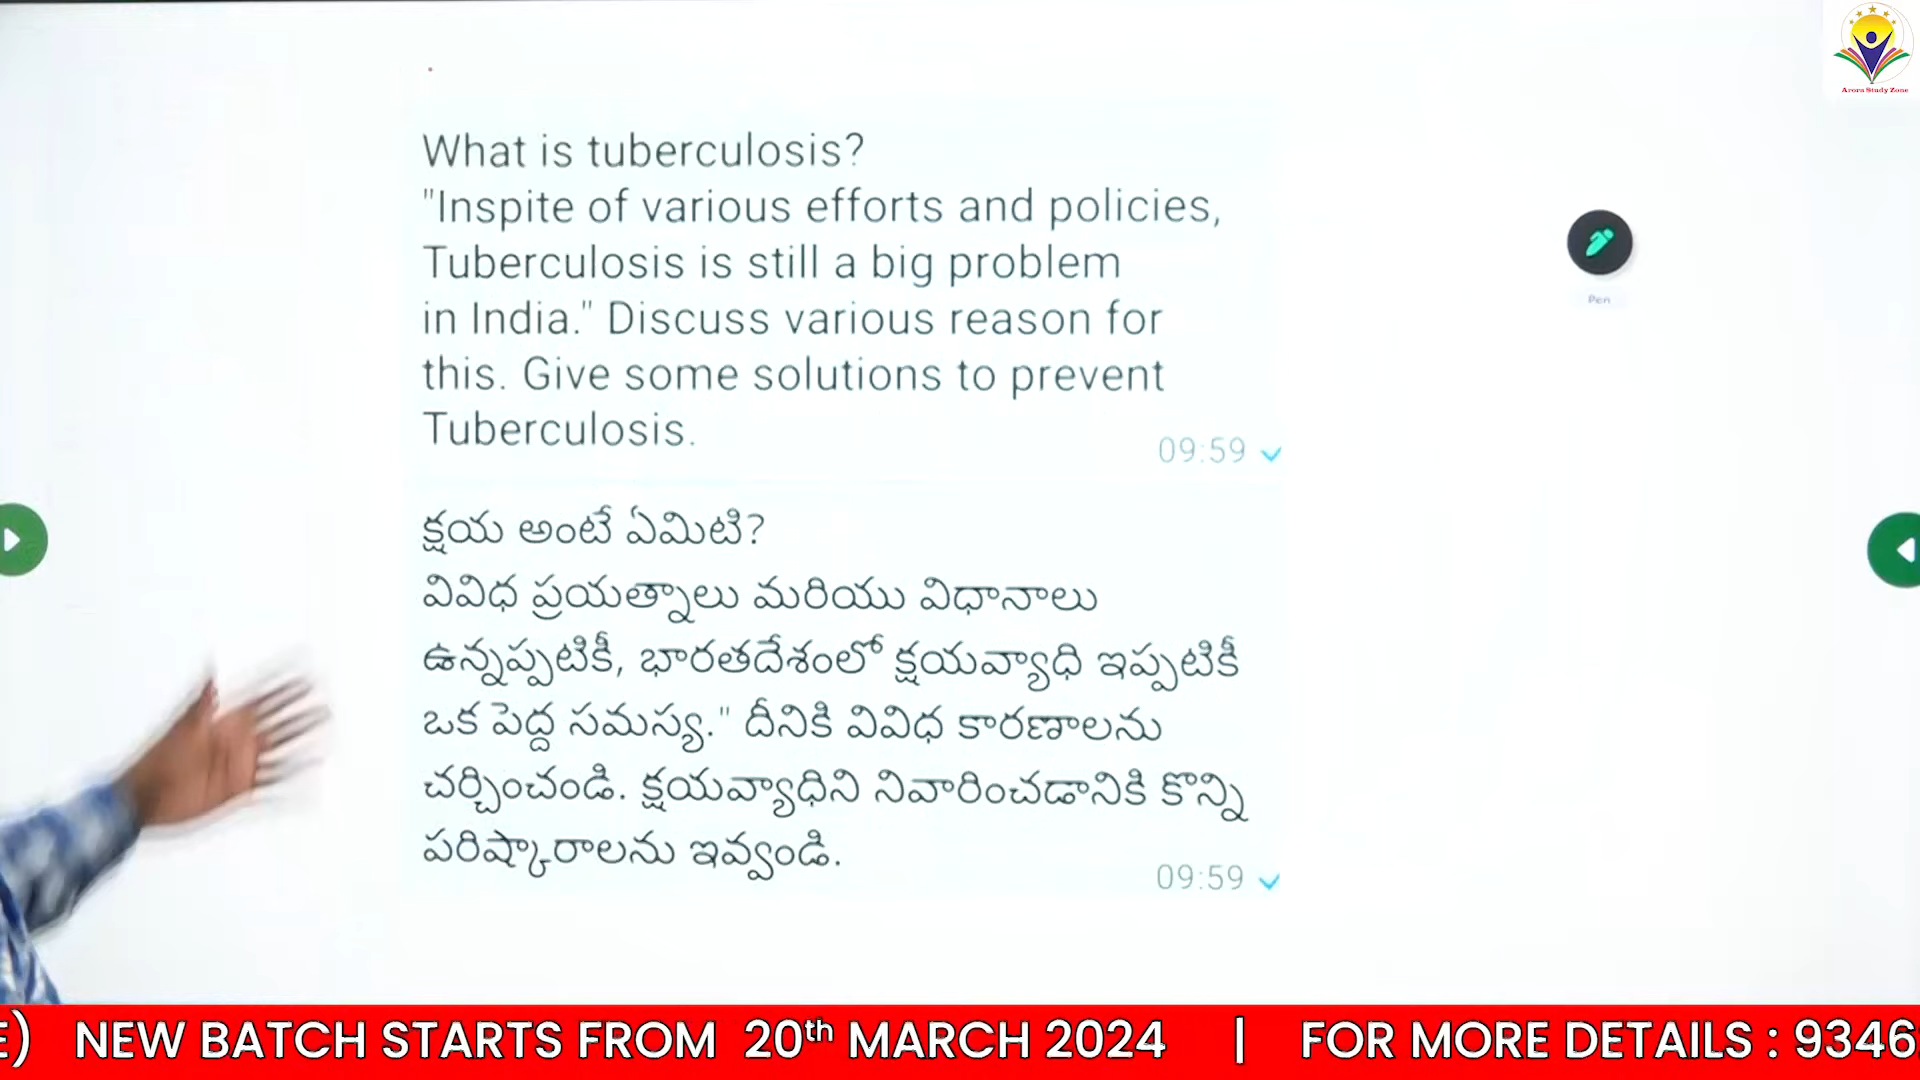 Arora Study Zone
What is tuberculosis?
"Inspite of various efforts and policies,
Tuberculosis is still a big problem
in India." Discuss various reason for
this. Give some solutions to prevent
Tuberculosis.
09:59
Pen
క్షయ అంటే ఏమిటి?
వివిధ ప్రయత్నాలు మరియు విధానాలు
ఉన్నప్పటికీ, భారతదేశంలో క్షయవ్యాధి ఇప్పటికీ
ఒక పెద్ద సమస్య." దీనికి వివిధ కారణాలను
చర్చించండి. క్షయవ్యాధిని నివారించడానికి కొన్ని
పరిష్కారాలను ఇవ్వండి.
09:59
E) NEW BATCH STARTS FROM 20th MARCH 2024 | FOR MORE DETAILS : 9346